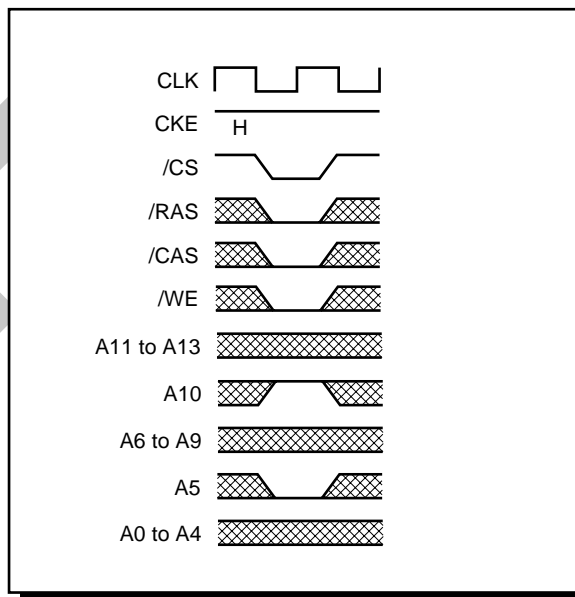 CLK
CKE
H
/CS
/RAS
/CAS
/WE
A11 to A13
A10
A6 to A9
A5
A0 to A4